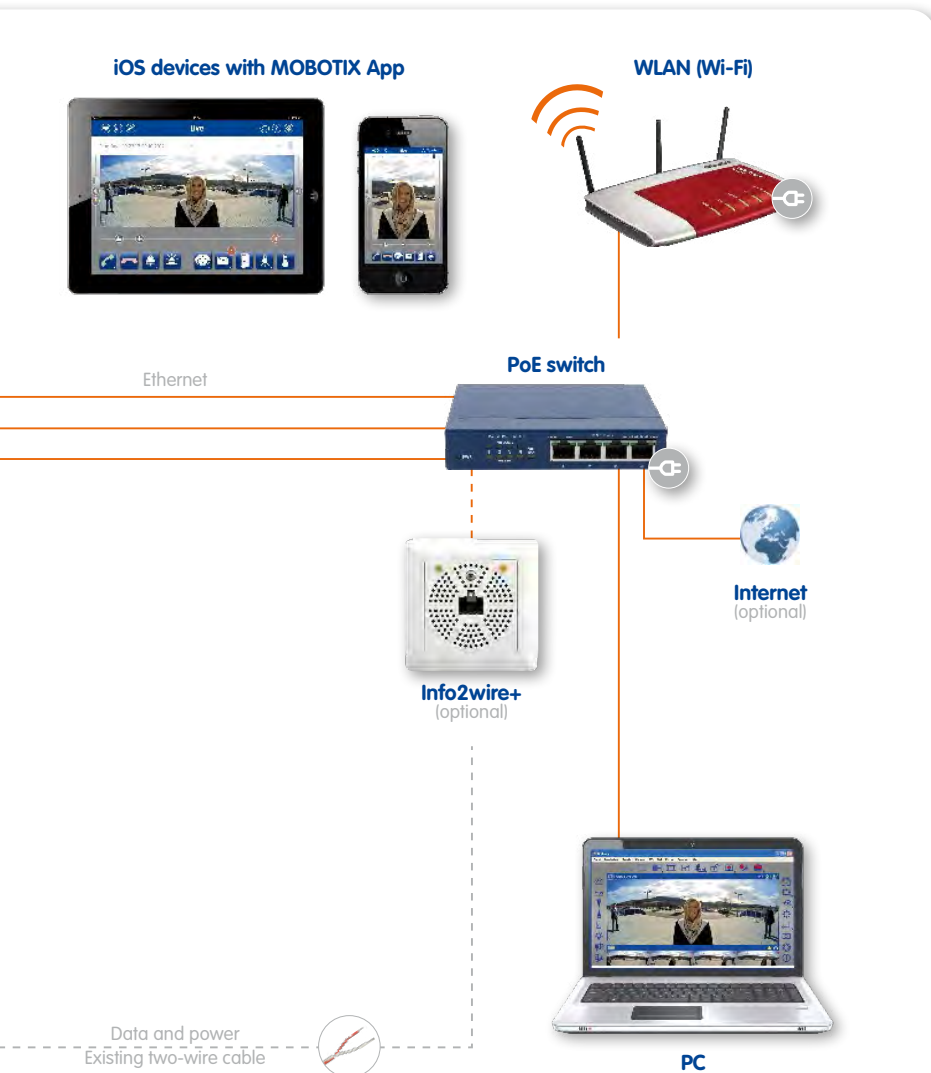 iOS devices with MOBOTIX App
WLAN (Wi-Fi)
Live
PoE switch
Ethernet
Internet
(optional)
Info2wire+
(optional)
Data and power
Existing two-wire cable
PC